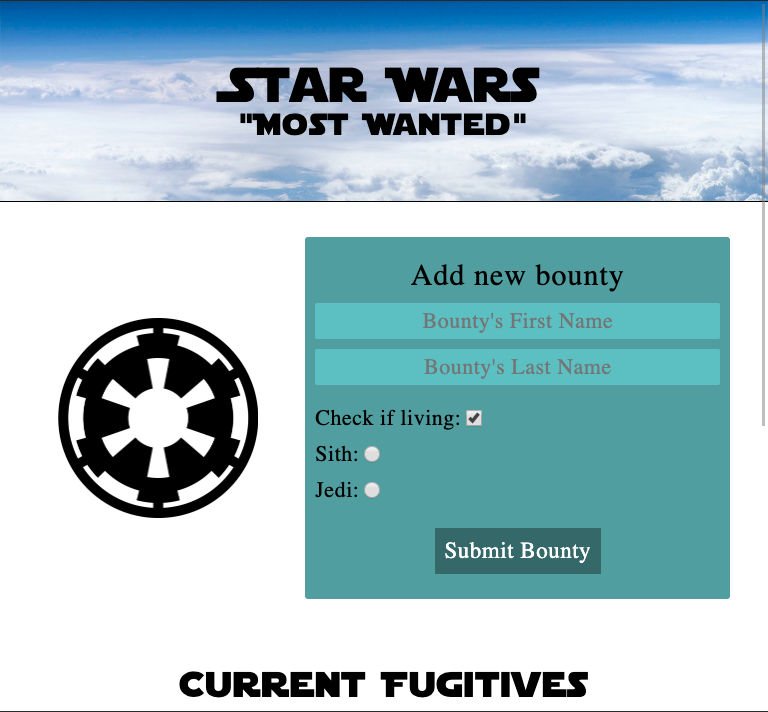 Star Wars
"Most Wanted"
Add new bounty
Bounty's First Name
Bounty's Last Name
Check if living:
Sith:
Jedi:
Submit Bounty
Current Fugitives